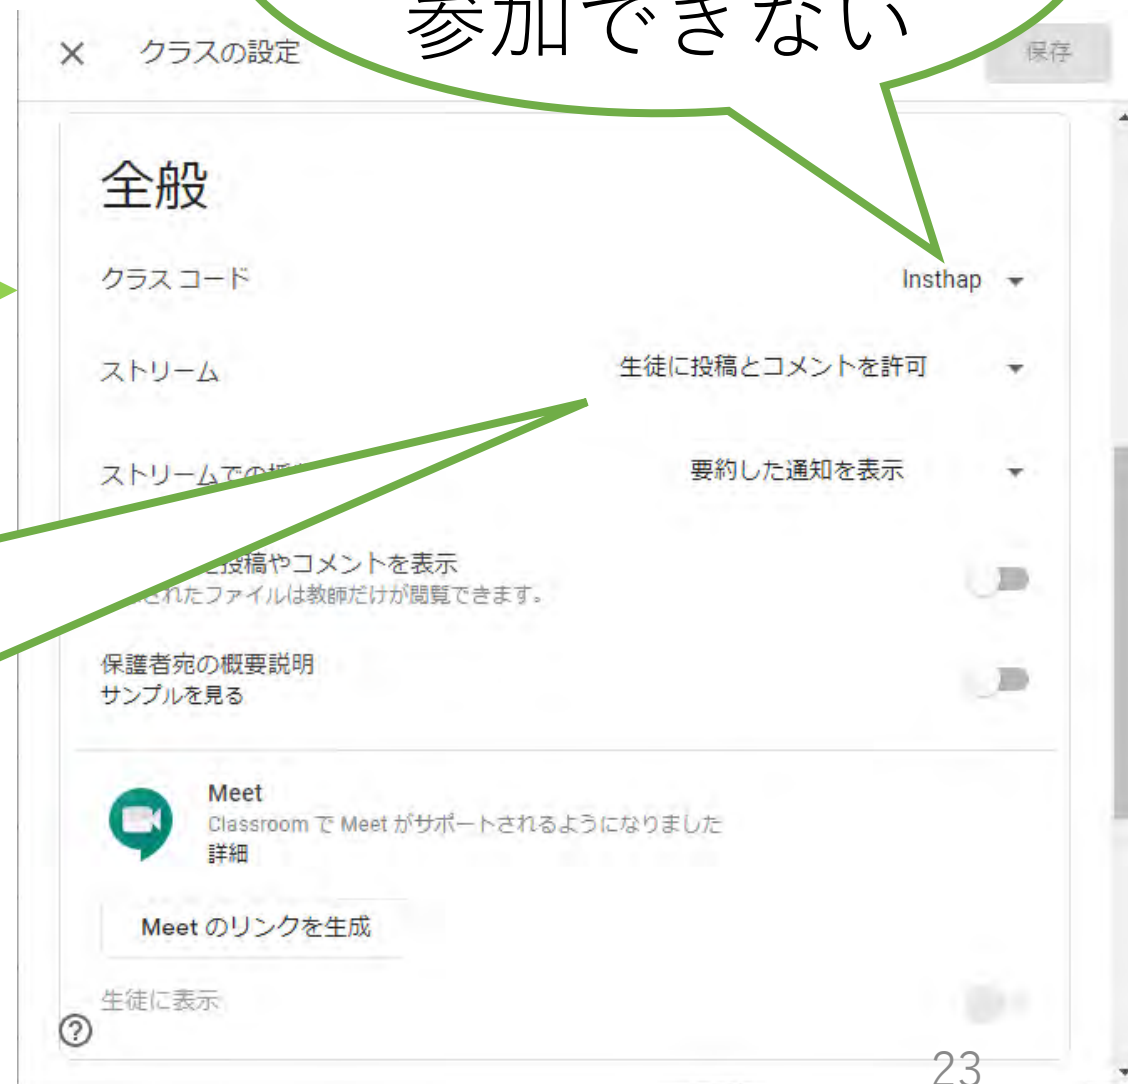 参加できない
クラスの設定
保存
全般
クラス コード
Insthap
ストリーム
生徒に投稿とコメントを許可
ストリームでの
要約した通知を表示
投稿やコメントを表示
されたファイルは教師だけが閲覧できます。
保護者宛の概要説明
サンプルを見る
Meet
Classroom で Meet がサポートされるようになりました
詳細
Meet のリンクを生成
生徒に表示
23